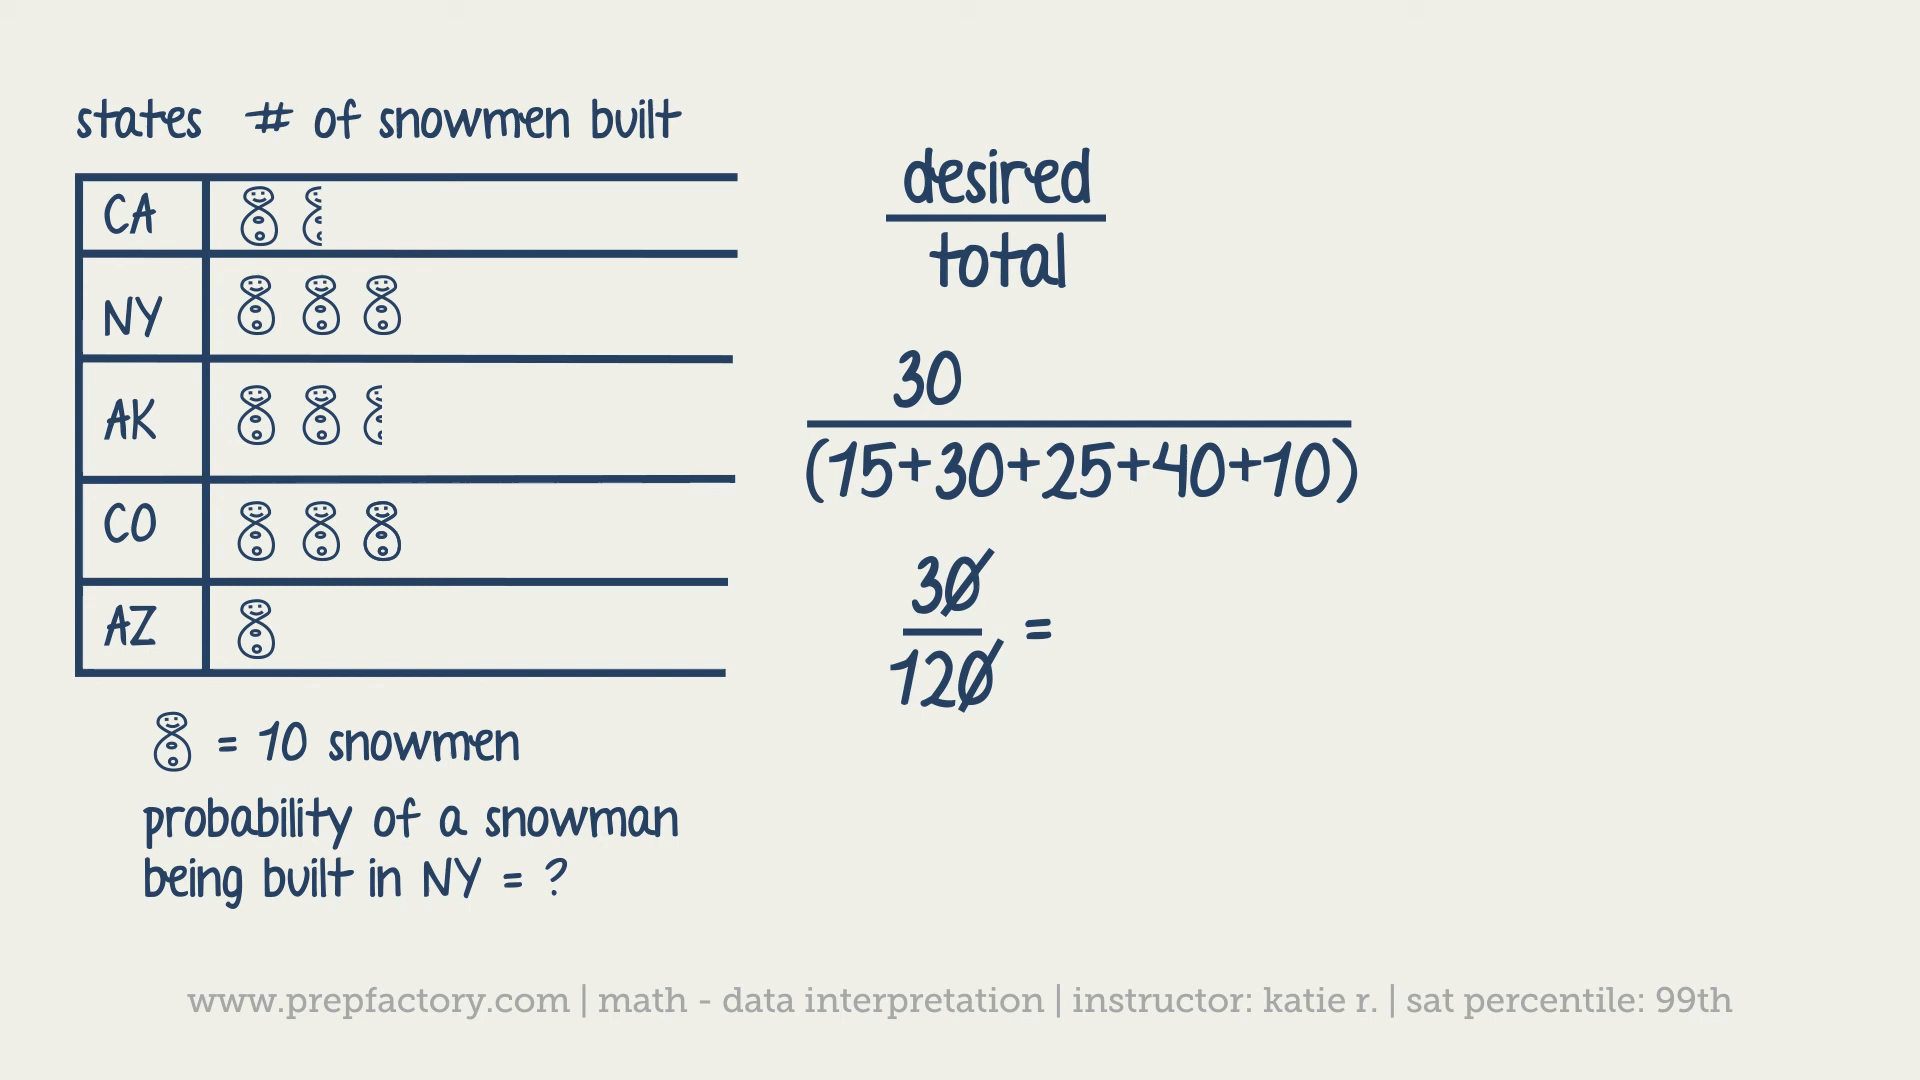 states # of snowmen built
CA
NY
AK
CO
AZ
= 10 snowmen
probability of a snowman
being built in NY = ?
desired
total
30
(15+30+25+40+10)
30
120
=
www.prepfactory.com | math - data interpretation | instructor: katie r. | sat percentile: 99th